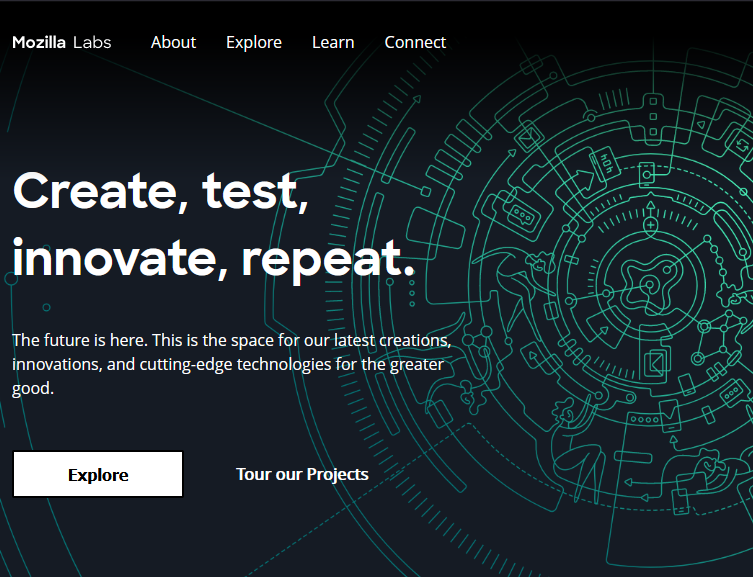 Mozilla Labs About Explore Learn Connect
Create, test,
innovate, repeat.
The future is here. This is the space for our latest creations,
innovations, and cutting-edge technologies for the greater
good.
Explore Tour our Projects